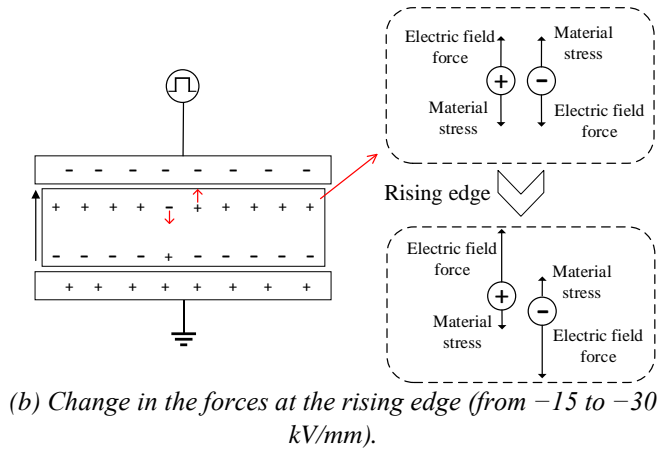 Electric field
force
Material
stress
+
−
Material
stress
Electric field
force
Rising edge
- - - - - - - -
+ + + + - + + + + +
- - - - + - - - - -
+ + + + + + + +
Electric field
force
Material
stress
+
−
Material
stress
Electric field
force
(b) Change in the forces at the rising edge (from −15 to −30
kV/mm).